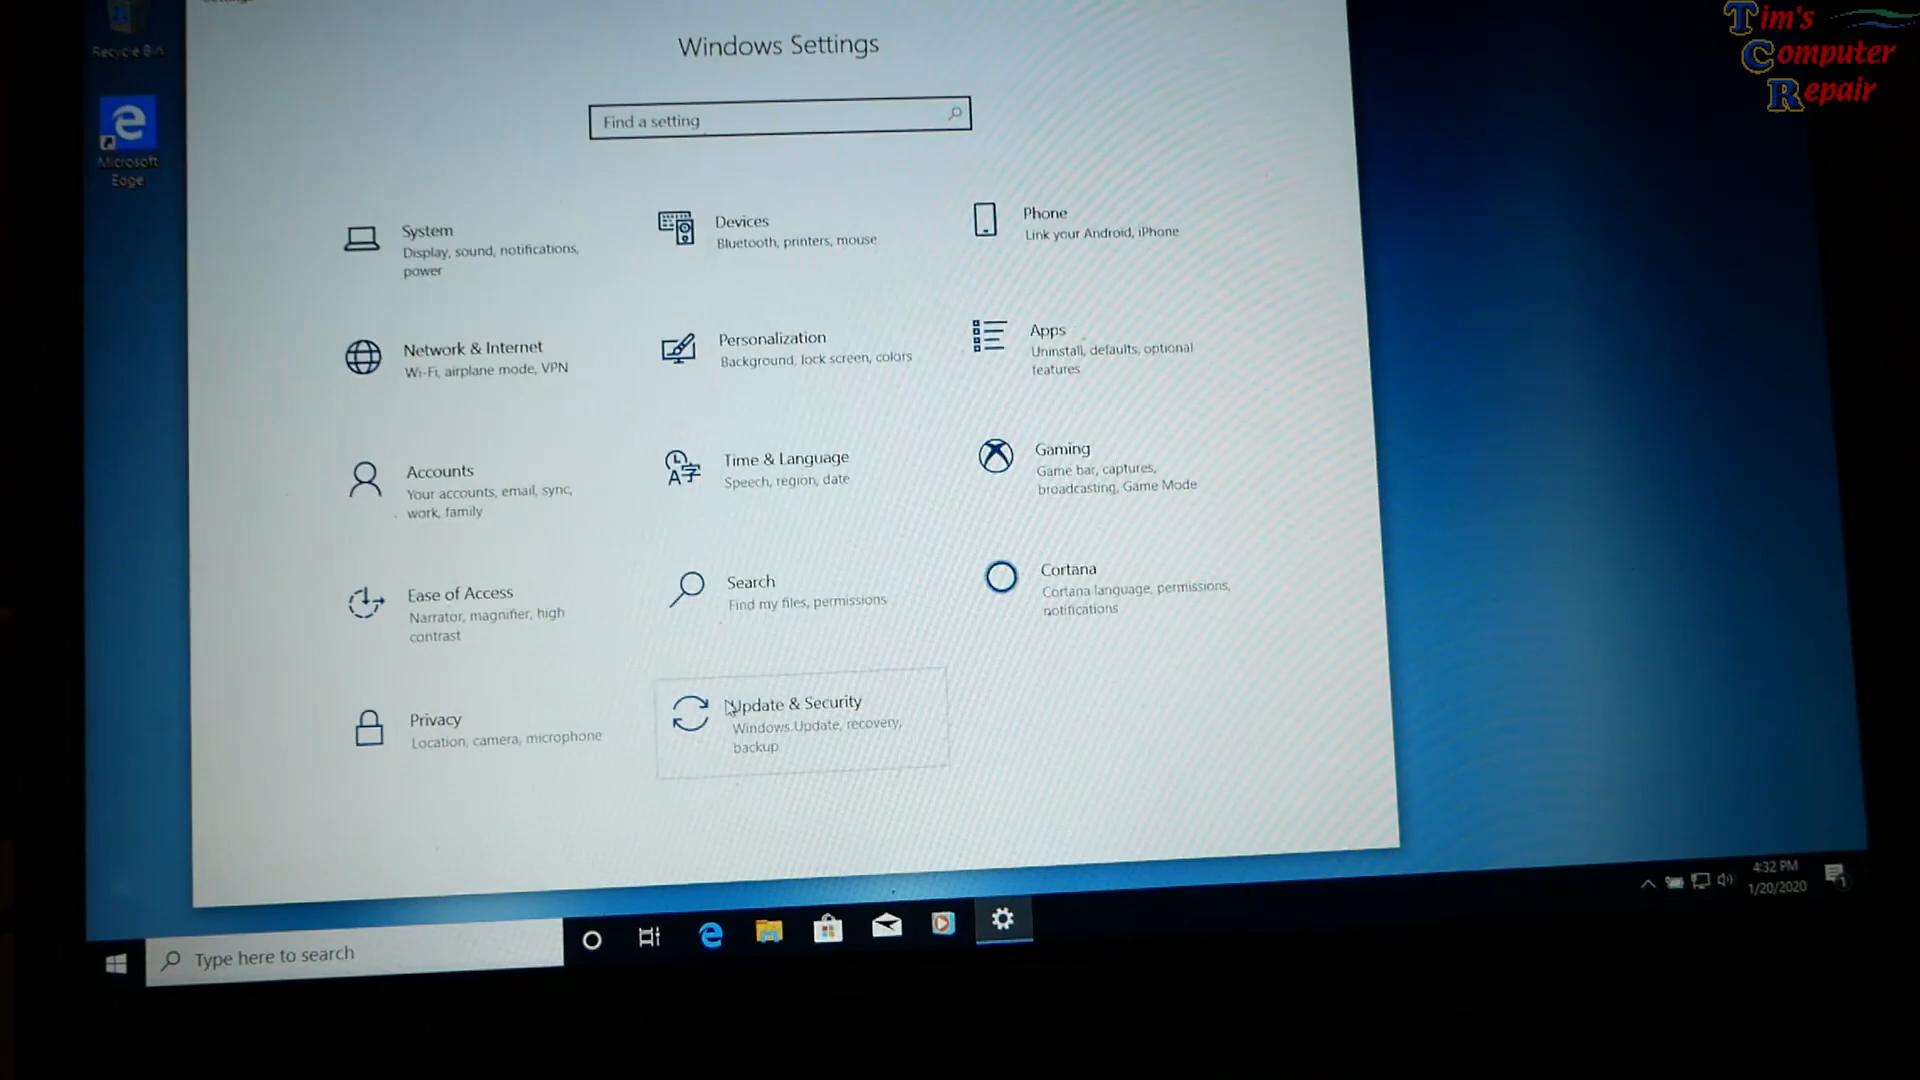 Tim's
Computer
Repair
Recycle Bin
Microsoft
Edge
Windows Settings
Find a setting
System
Display, sound, notifications,
power
Devices
Bluetooth, printers, mouse
Phone
Link your Android, iPhone
Network & Internet
Wi-Fi, airplane mode, VPN
Personalization
Background, lock screen, colors
Apps
Uninstall, defaults, optional
features
Accounts
Your accounts, email, sync,
work, family
Time & Language
Speech, region, date
Gaming
Game bar, captures,
broadcasting, Game Mode
Ease of Access
Narrator, magnifier, high
contrast
Search
Find my files, permissions
Cortana
Cortana language, permissions,
notifications
Privacy
Location, camera, microphone
Update & Security
Windows Update, recovery,
backup
Type here to search
4:32 PM
1/20/2020
1